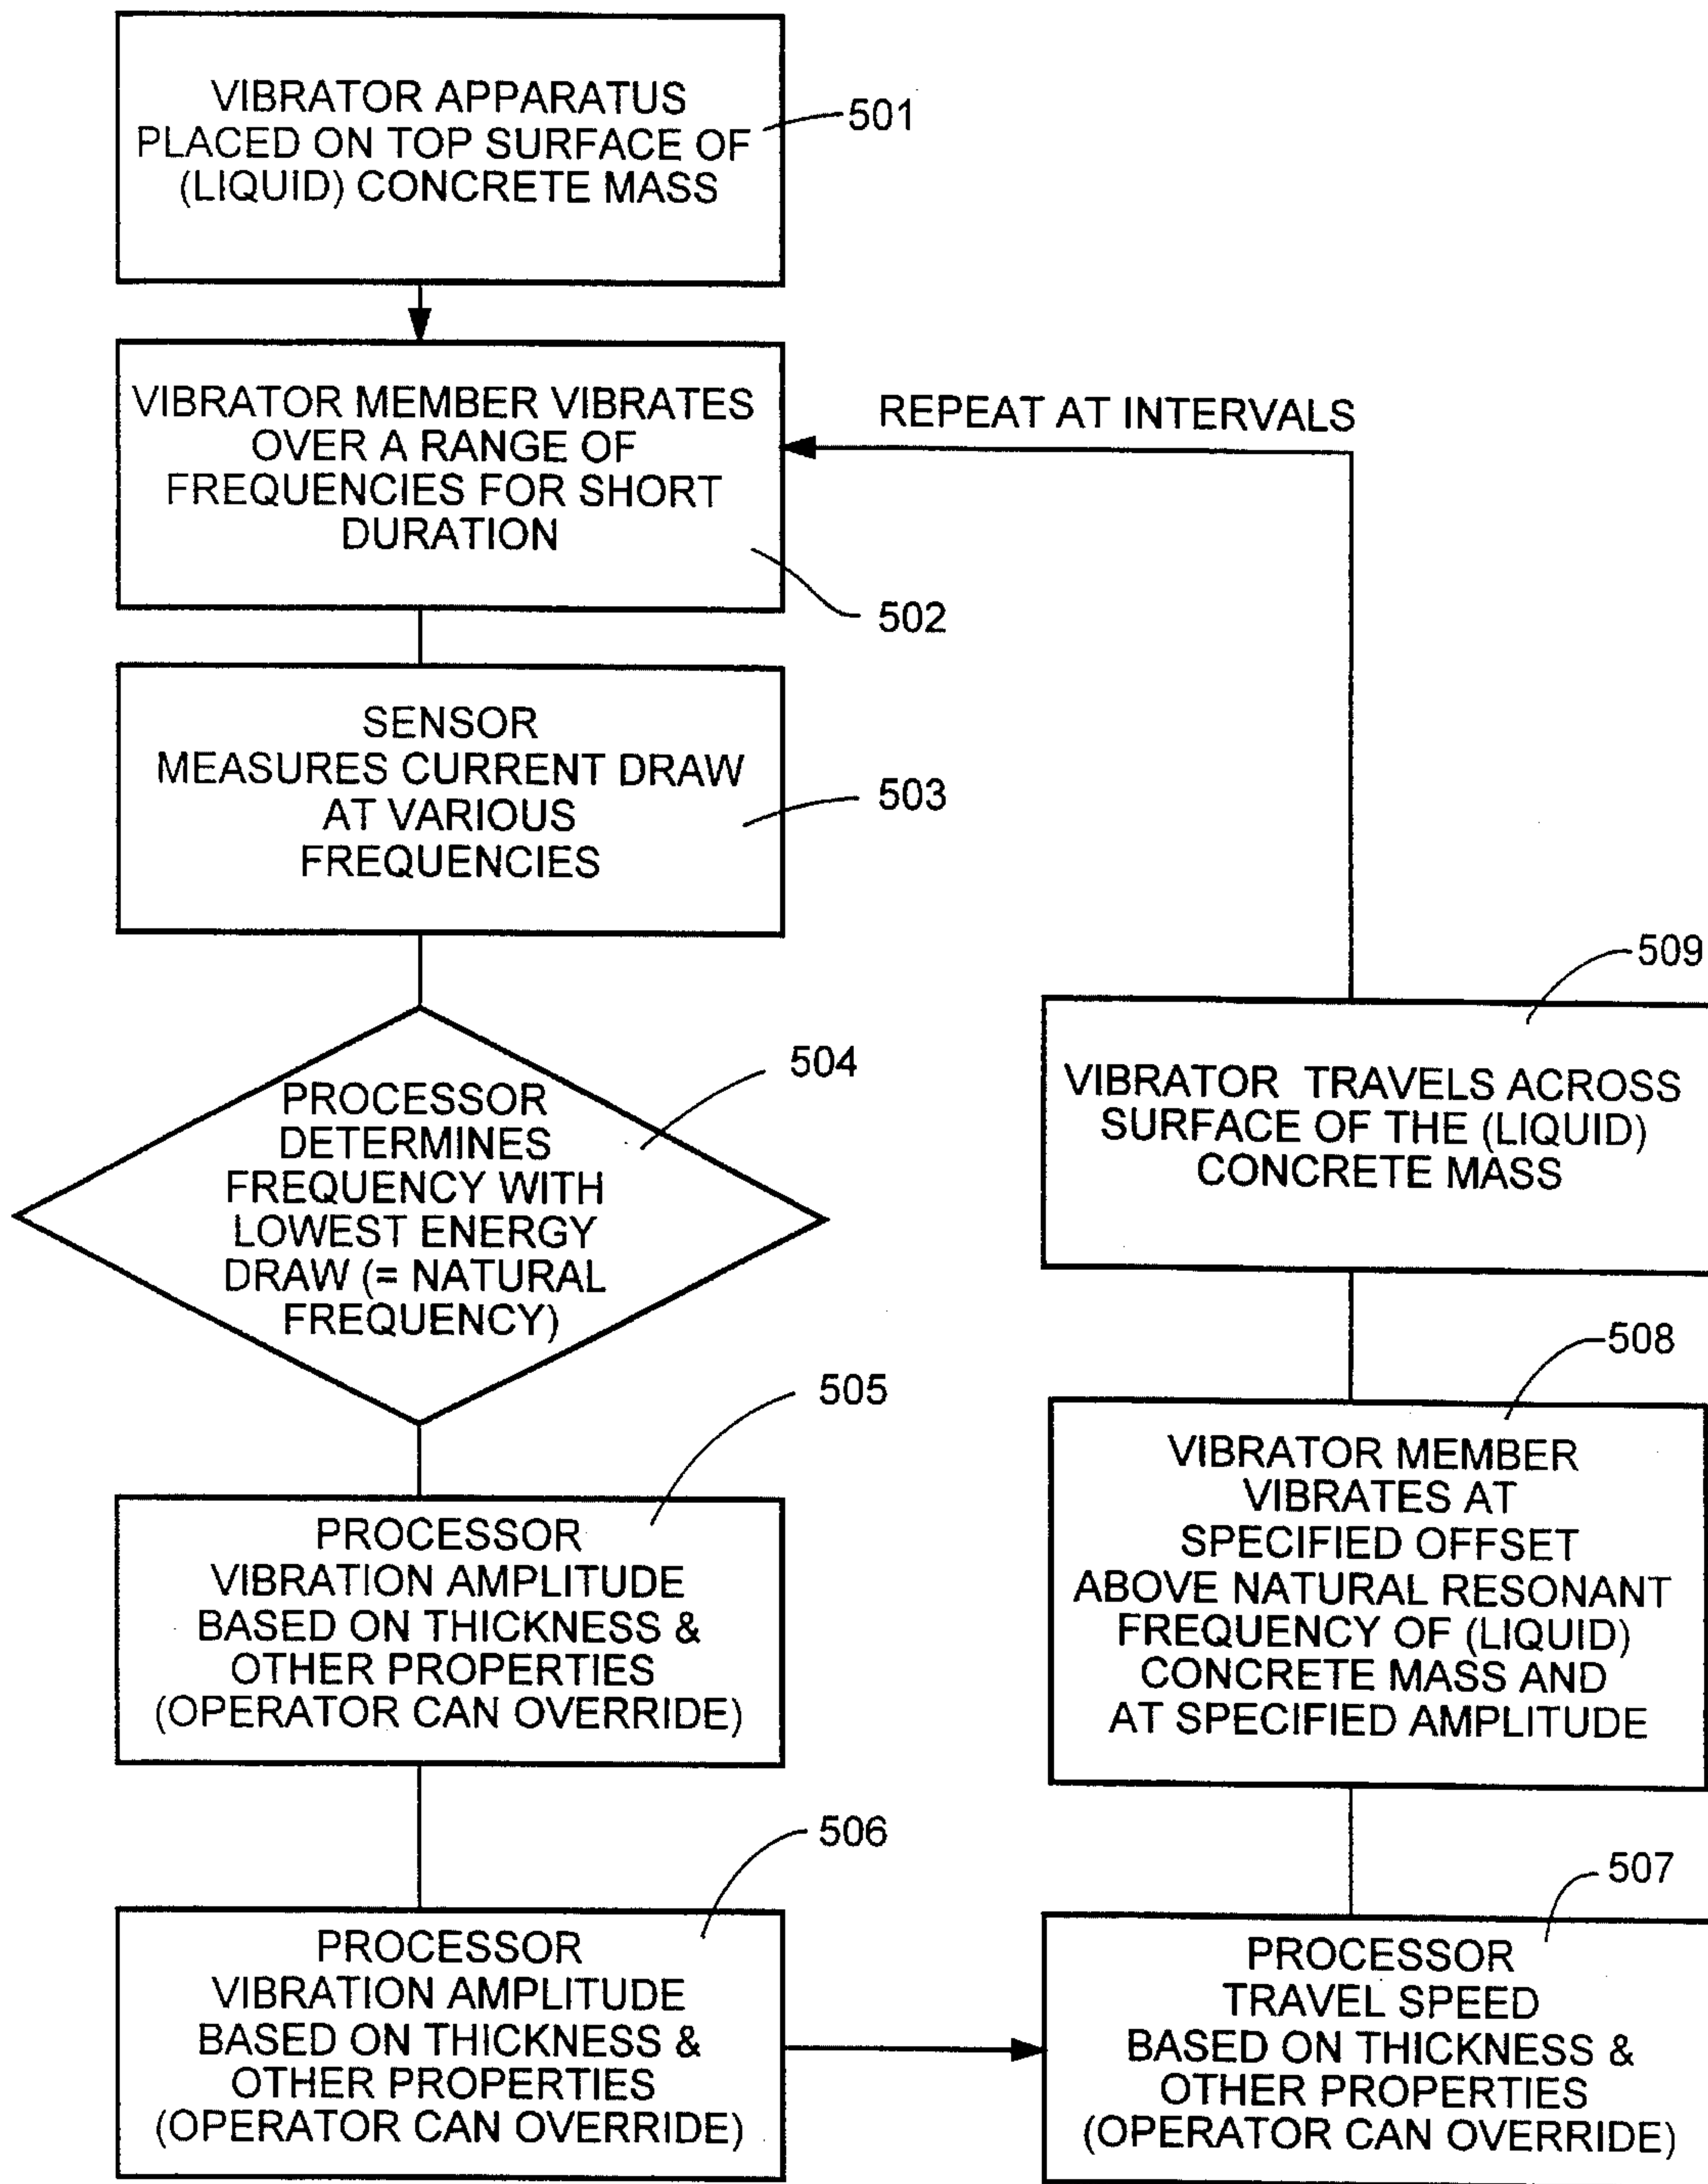 VIBRATOR APPARATUS
PLACED ON TOP SURFACE OF
(LIQUID) CONCRETE MASS
501
VIBRATOR MEMBER VIBRATES
OVER A RANGE OF
FREQUENCIES FOR SHORT
DURATION
502
REPEAT AT INTERVALS
SENSOR
MEASURES CURRENT DRAW
AT VARIOUS
FREQUENCIES
503
PROCESSOR
DETERMINES
FREQUENCY WITH
LOWEST ENERGY
DRAW (= NATURAL
FREQUENCY)
504
PROCESSOR
VIBRATION AMPLITUDE
BASED ON THICKNESS &
OTHER PROPERTIES
(OPERATOR CAN OVERRIDE)
505
PROCESSOR
VIBRATION AMPLITUDE
BASED ON THICKNESS &
OTHER PROPERTIES
(OPERATOR CAN OVERRIDE)
506
PROCESSOR
TRAVEL SPEED
BASED ON THICKNESS &
OTHER PROPERTIES
(OPERATOR CAN OVERRIDE)
507
VIBRATOR MEMBER
VIBRATES AT
SPECIFIED OFFSET
ABOVE NATURAL RESONANT
FREQUENCY OF (LIQUID)
CONCRETE MASS AND
AT SPECIFIED AMPLITUDE
508
VIBRATOR TRAVELS ACROSS
SURFACE OF THE (LIQUID)
CONCRETE MASS
509